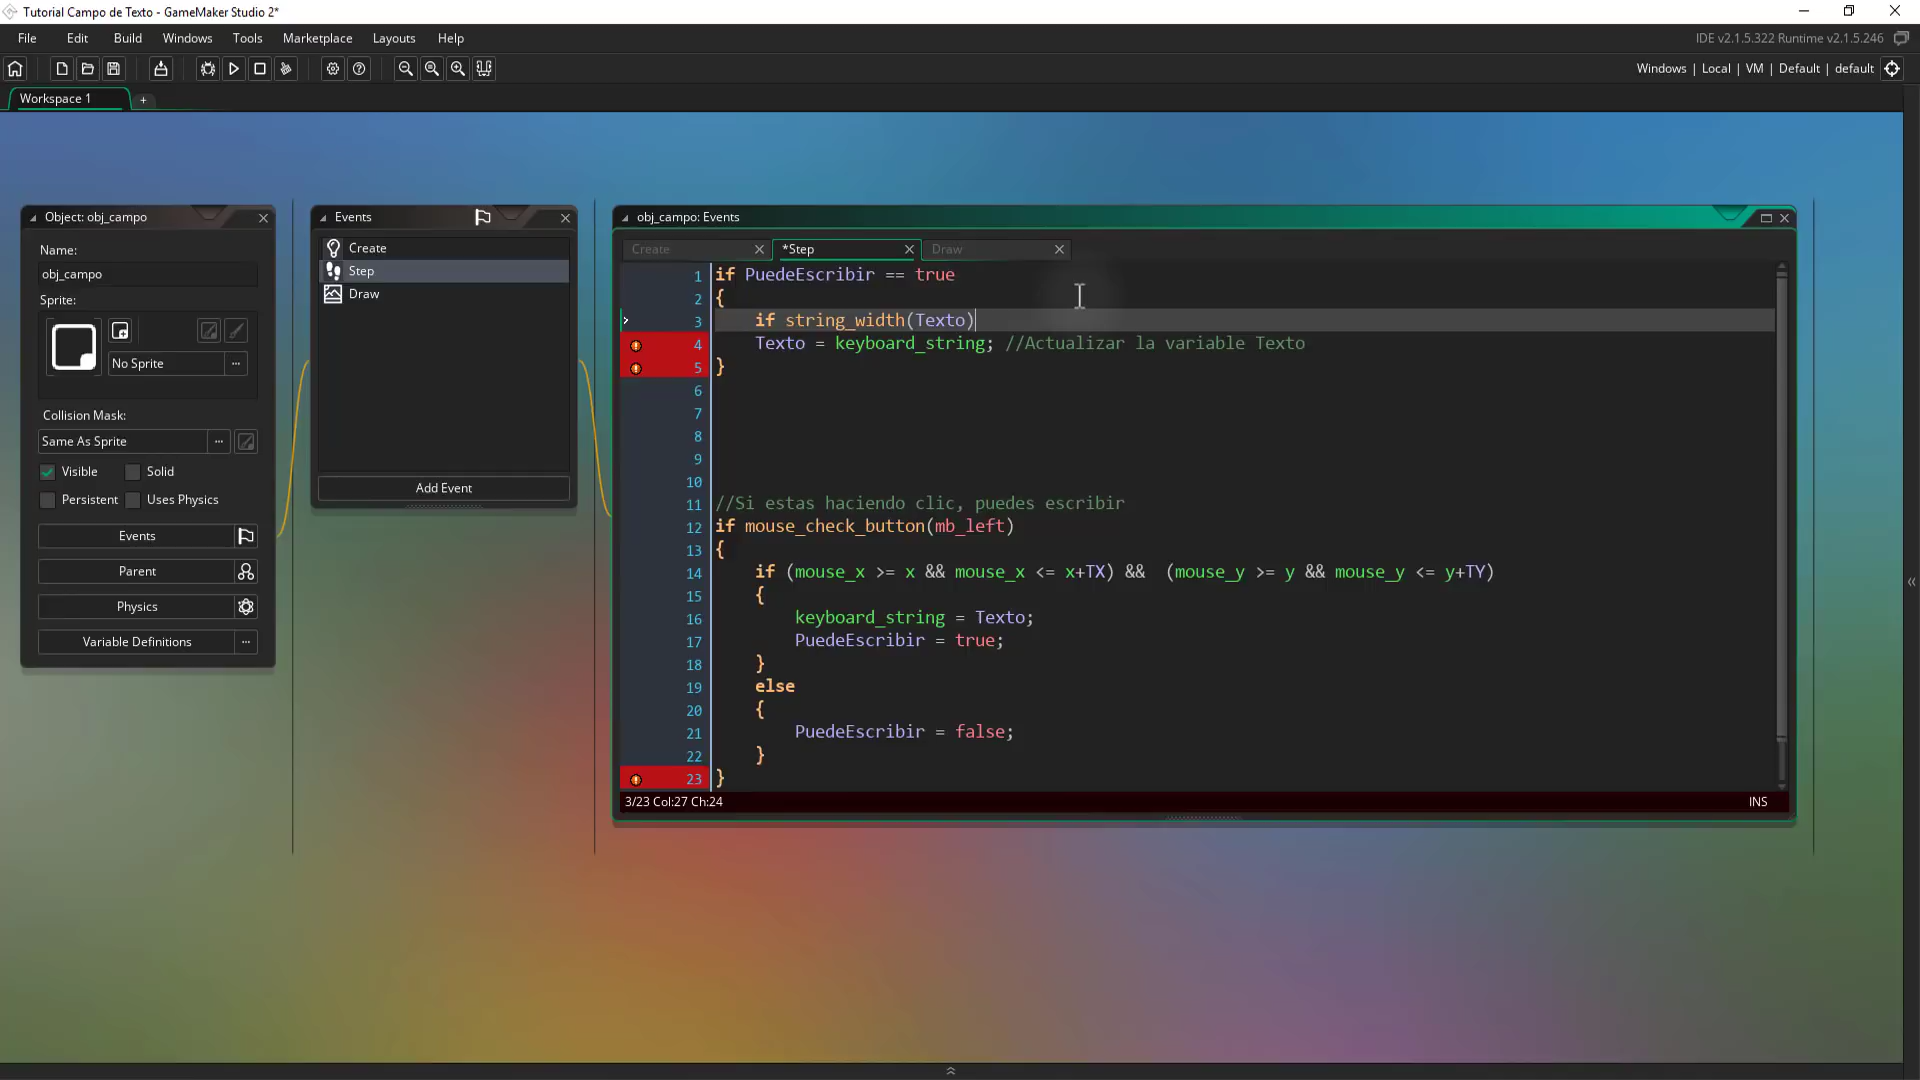 Tutorial Campo de Texto - GameMaker Studio 2*
File Edit Build Windows Tools Marketplace Layouts Help
IDE v2.1.5.322 Runtime v2.1.5.246
Windows | Local | VM | Default | default
Workspace 1
+
Object: obj_campo
Name:
obj_campo
Sprite:
No Sprite
...
Collision Mask:
Same As Sprite
...
Visible
Solid
Persistent
Uses Physics
Events
Parent
Physics
Variable Definitions
...
Events
Create
Step
Draw
Add Event
obj_campo: Events
Create
*Step
Draw
1 if PuedeEscribir == true
2 {
3 if string_width(Texto)
4 Texto = keyboard_string; //Actualizar la variable Texto
5 }
6
7
8
9
10
11 //Si estas haciendo clic, puedes escribir
12 if mouse_check_button(mb_left)
13 {
14 if (mouse_x >= x && mouse_x <= x+TX) &&  (mouse_y >= y && mouse_y <= y+TY)
15 {
16 keyboard_string = Texto;
17 PuedeEscribir = true;
18 }
19 else
20 {
21 PuedeEscribir = false;
22 }
23 }
3/23 Col:27 Ch:24
INS